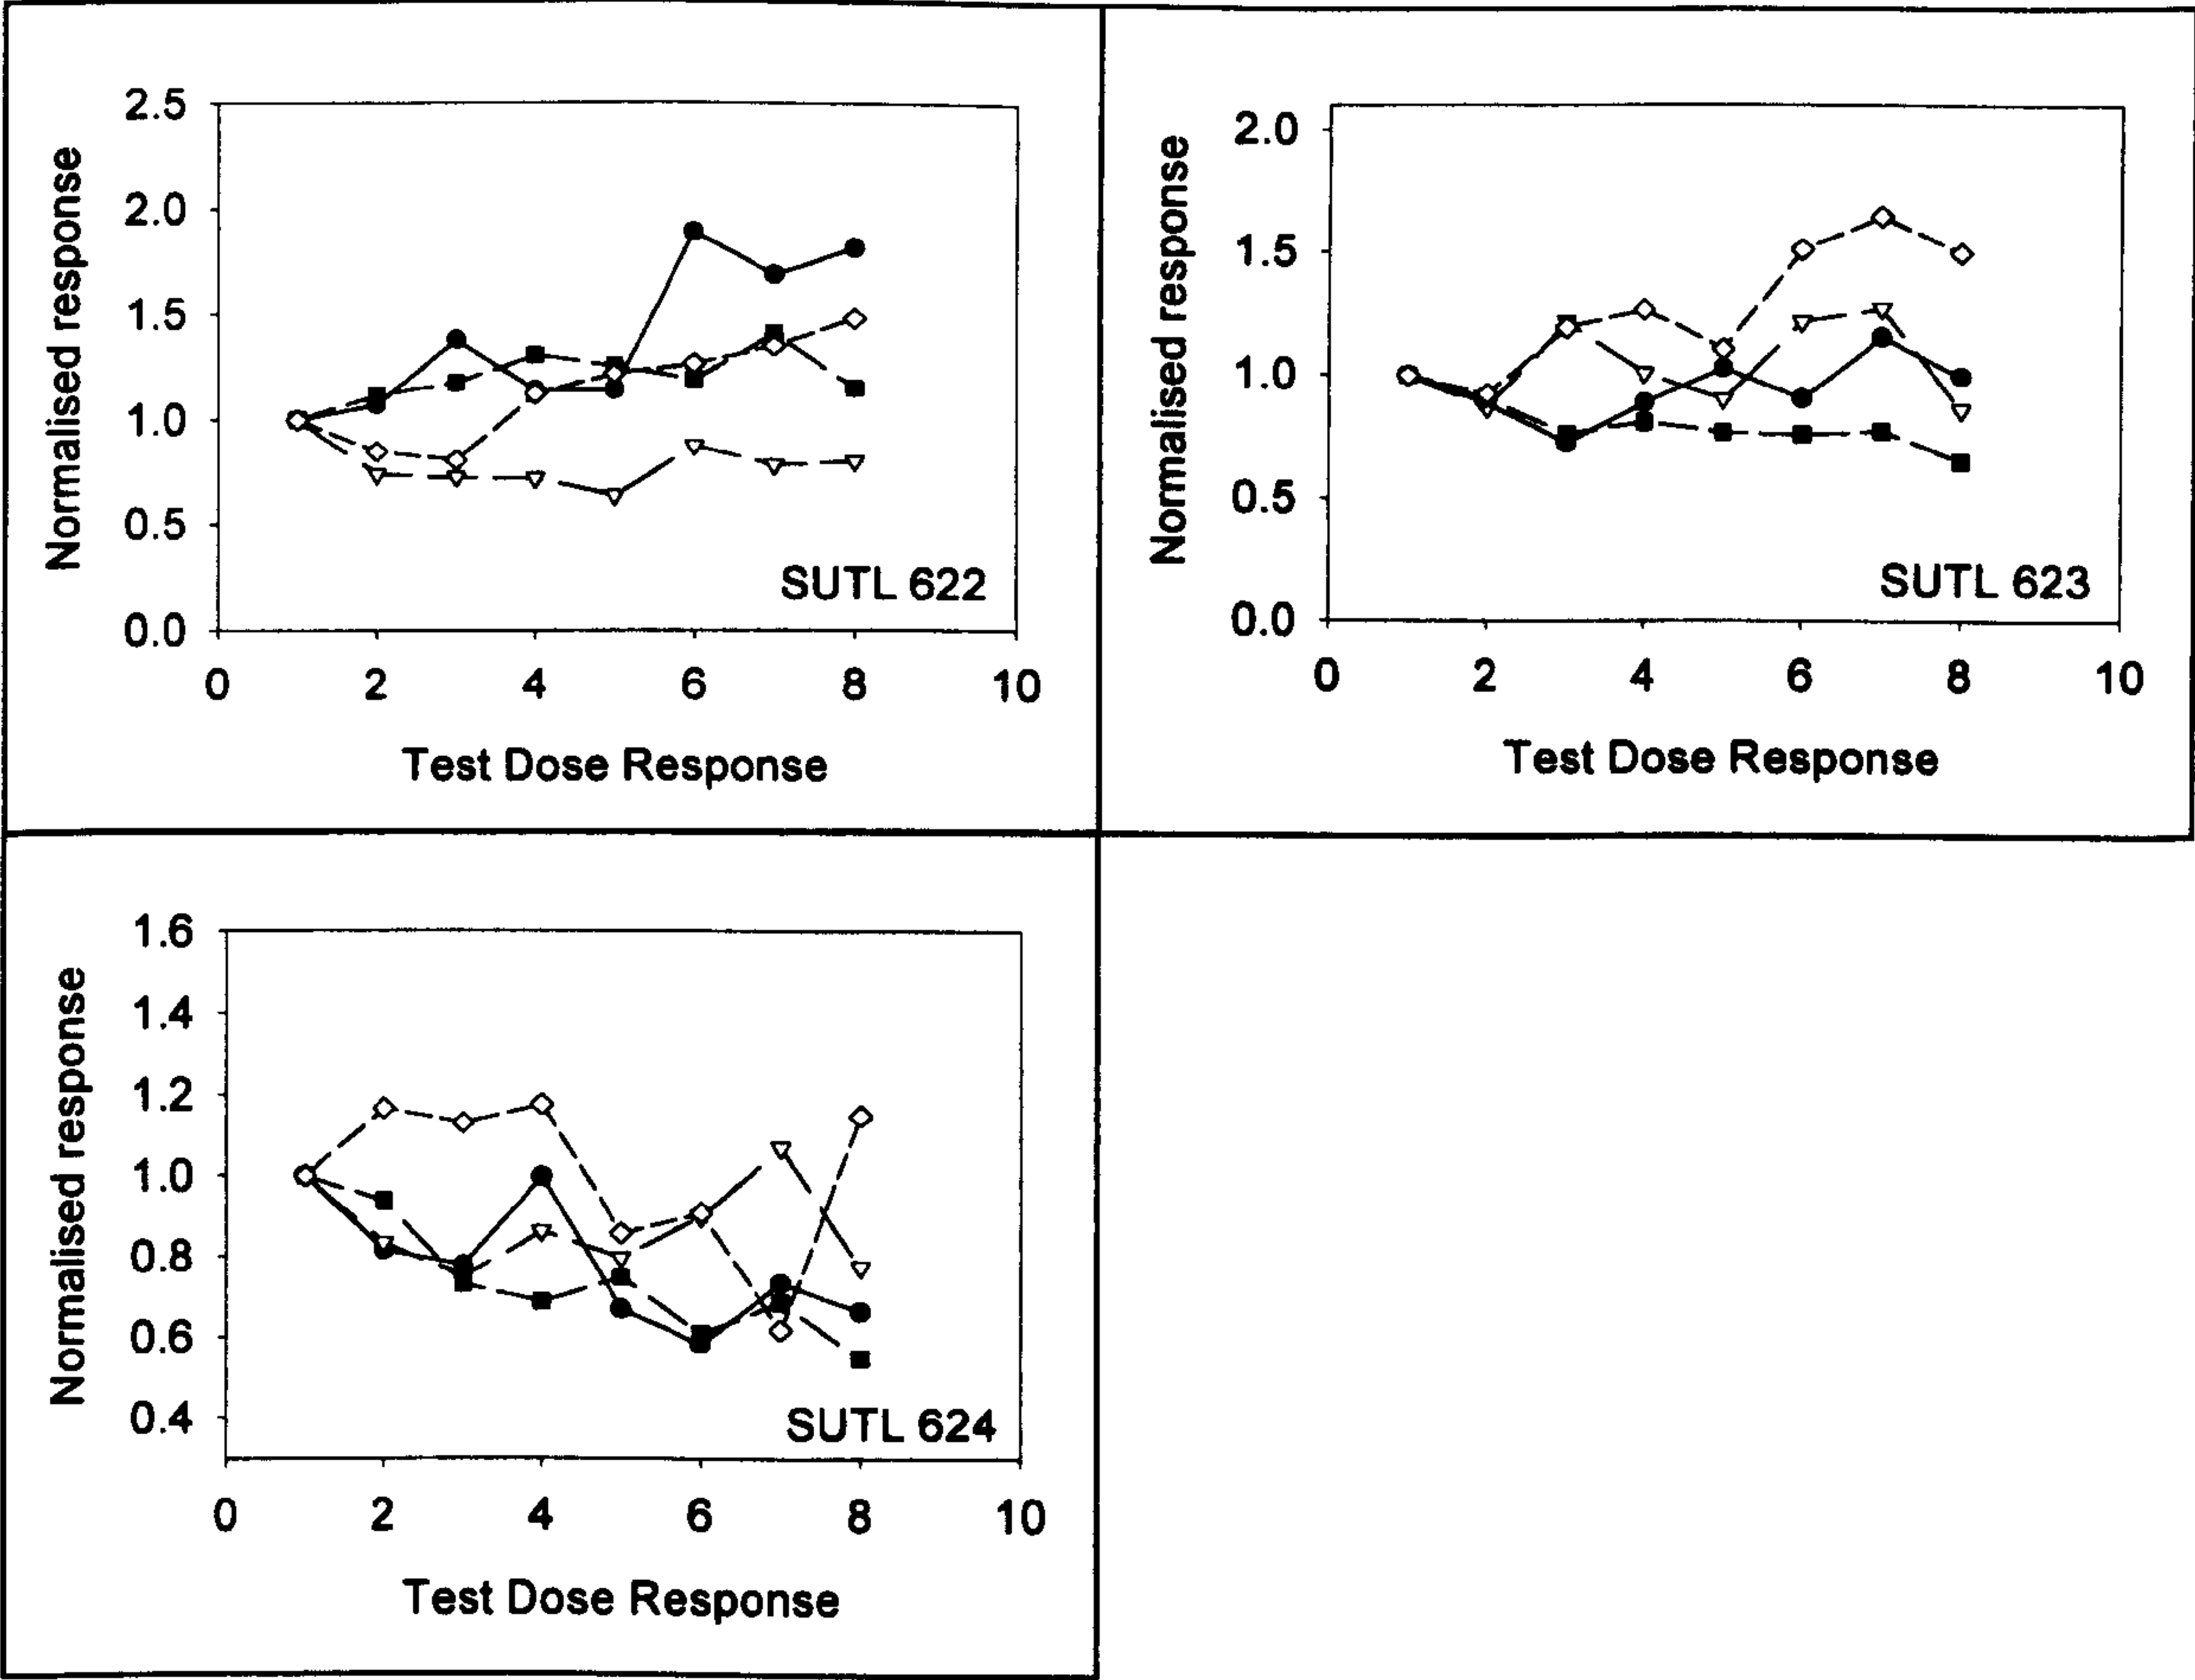 Normalised response
2.5
2.0
1.5
1.0
0.5
0.0
SUTL 622
0 2 4 6 8 10
Test Dose Response
Normalised response
2.0
1.5
1.0
0.5
0.0
SUTL 623
0 2 4 6 8 10
Test Dose Response
Normalised response
1.6
1.4
1.2
1.0
0.8
0.6
0.4
SUTL 624
0 2 4 6 8 10
Test Dose Response